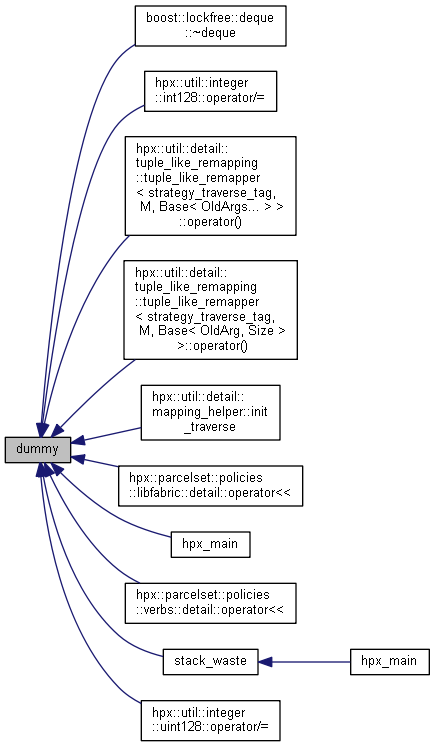 boost::lockfree::deque
::~deque
hpx::util::integer
::int128::operator/=
hpx::util::detail::
tuple_like_remapping
::tuple_like_remapper
< strategy_traverse_tag,
M, Base< OldArgs... > >
::operator()
hpx::util::detail::
tuple_like_remapping
::tuple_like_remapper
< strategy_traverse_tag,
M, Base< OldArg, Size >
>::operator()
hpx::util::detail::
mapping_helper::init
_traverse
dummy
hpx::parcelset::policies
::libfabric::detail::operator<<
hpx_main
hpx::parcelset::policies
::verbs::detail::operator<<
stack_waste
hpx_main
hpx::util::integer
::uint128::operator/=